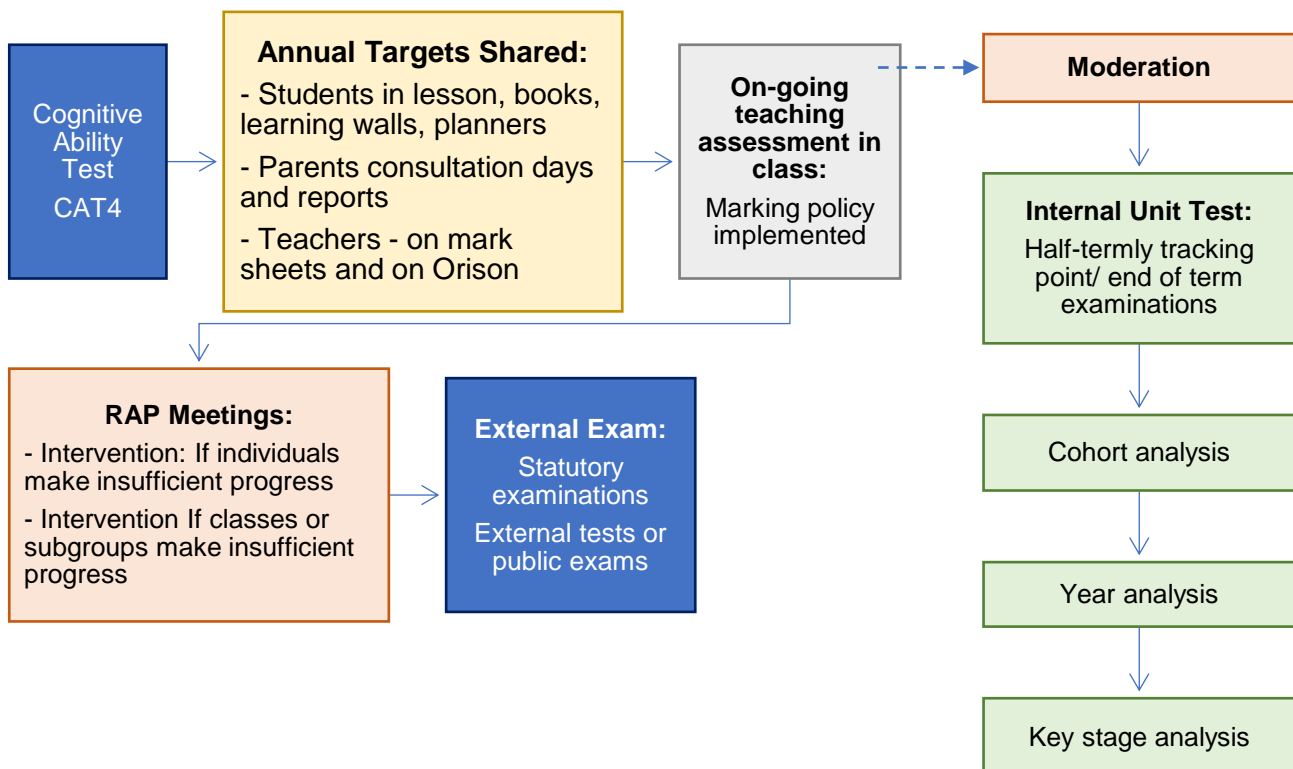 Cognitive
Ability
Test
CAT4
Annual Targets Shared:
- Students in lesson, books,
learning walls, planners
- Parents consultation days
and reports
- Teachers - on mark
sheets and on Orison
On-going
teaching
assessment in
class:
Marking policy
implemented
Moderation
Internal Unit Test:
Half-termly tracking
point/ end of term
examinations
Cohort analysis
Year analysis
Key stage analysis
RAP Meetings:
- Intervention: If individuals
make insufficient progress
- Intervention If classes or
subgroups make insufficient
progress
External Exam:
Statutory
examinations
External tests or
public exams